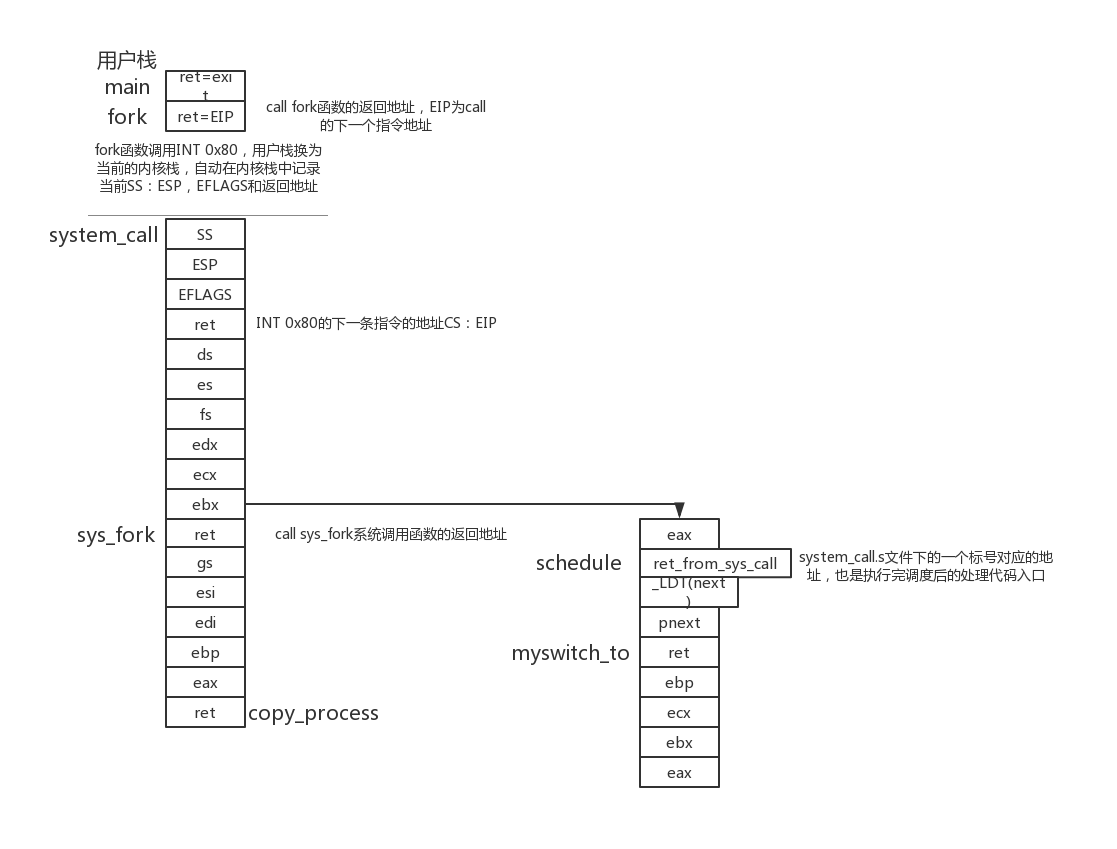 用户栈
main
ret=exi
t
fork
ret=EIP
call fork函数的返回地址，EIP为call
的下一个指令地址
fork函数调用INT 0x80，用户栈换为
当前的内核栈，自动在内核栈中记录
当前SS：ESP，EFLAGS和返回地址
system_call
SS
ESP
EFLAGS
ret
INT 0x80的下一条指令的地址CS：EIP
ds
es
fs
edx
ecx
ebx
sys_fork
ret
call sys_fork系统调用函数的返回地址
gs
esi
edi
ebp
eax
ret
copy_process
eax
schedule
ret_from_sys_call
system_call.s文件下的一个标号对应的地
址，也是执行完调度后的处理代码入口
_LDT(next
)
pnext
myswitch_to
ret
ebp
ecx
ebx
eax